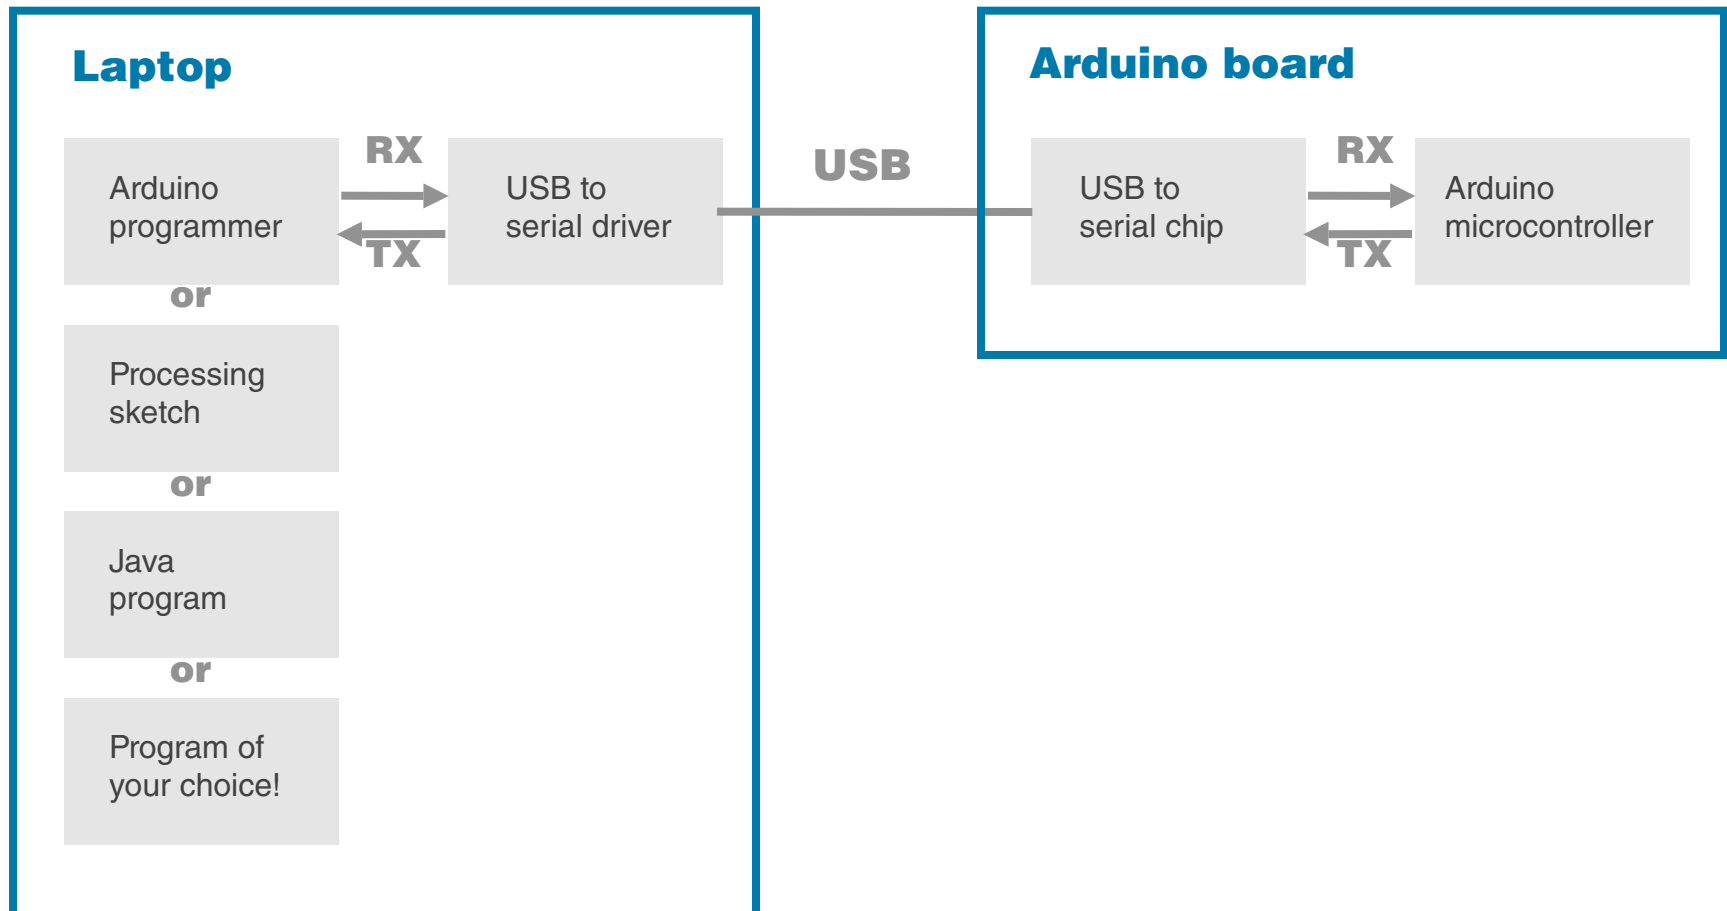 Laptop
Arduino
programmer
RX
TX
USB to
serial driver
or
Processing
sketch
or
Java
program
or
Program of
your choice!
USB
Arduino board
USB to
serial chip
RX
TX
Arduino
microcontroller